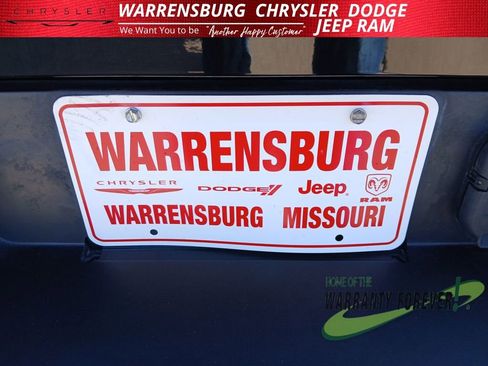 CHRYSLER
WARRENSBURG CHRYSLER DODGE
JEEP RAM
We Want You to be "Another Happy Customer"
WARRENSBURG
CHRYSLER
DODGE
Jeep
RAM
WARRENSBURG MISSOURI
HOME OF THE
WARRANTY FOREVER!